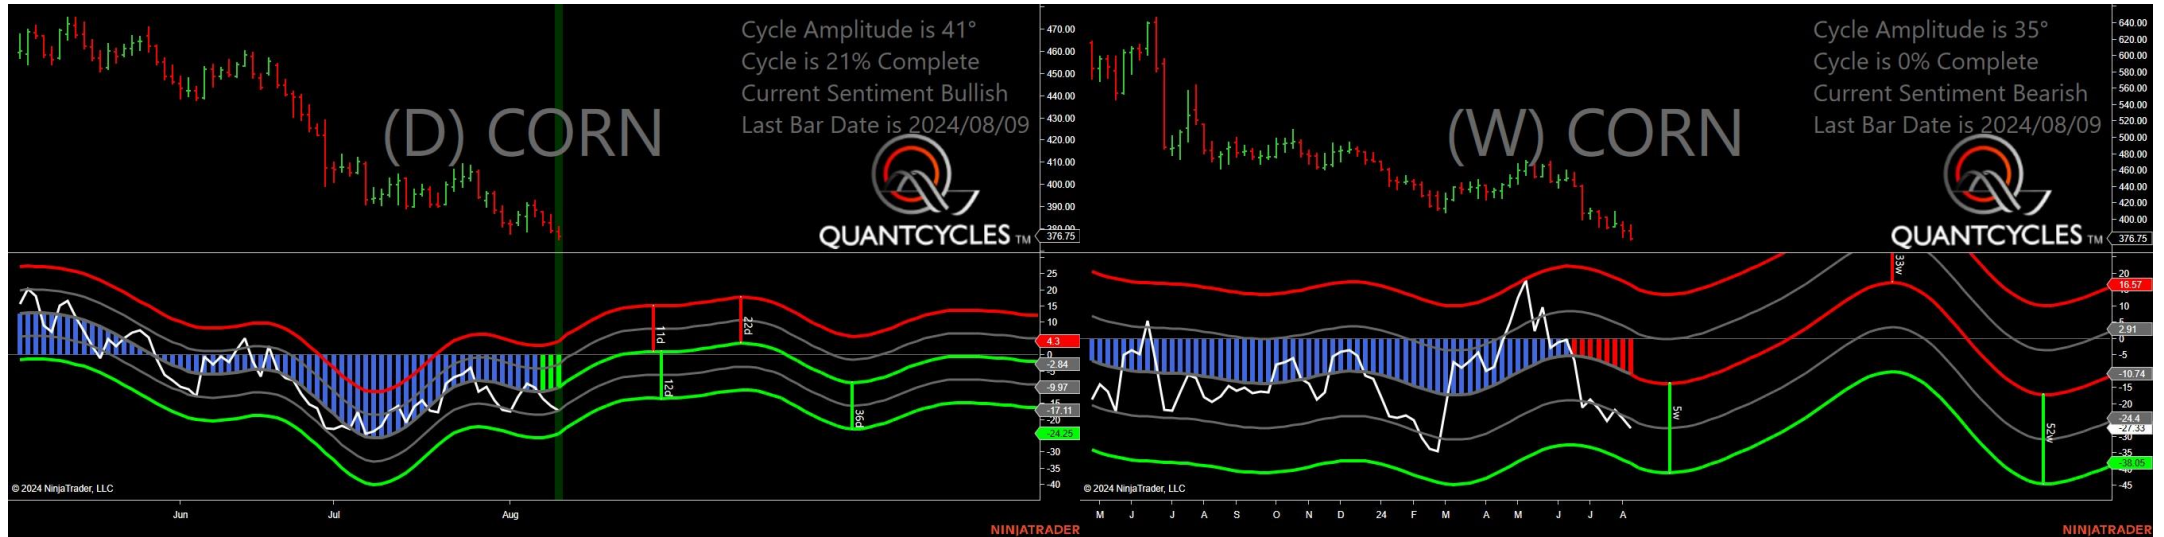 Cycle Amplitude is 41°
Cycle is 21% Complete
Current Sentiment Bullish
Last Bar Date is 2024/08/09
(D) CORN
QUANTCYCLES TM
470.00
460.00
450.00
440.00
430.00
420.00
410.00
400.00
390.00
380.00
376.75
25
20
15
10
4.3
0
-2.84
-5
-9.97
-17.11
-20
-24.25
-30
-35
-40
11d
12d
22d
36d
© 2024 NinjaTrader, LLC
Jun
Jul
Aug
NINJATRADER
Cycle Amplitude is 35°
Cycle is 0% Complete
Current Sentiment Bearish
Last Bar Date is 2024/08/09
(W) CORN
QUANTCYCLES TM
640.00
620.00
600.00
580.00
560.00
540.00
520.00
500.00
480.00
460.00
440.00
420.00
400.00
376.75
20
16.57
10
5
2.91
0
-5
-10.74
-15
-20
-24.4
-27.33
-30
-35
-38.05
-45
33w
5w
52w
© 2024 NinjaTrader, LLC
M J J A S O N D 24 F M A M J J A
NINJATRADER